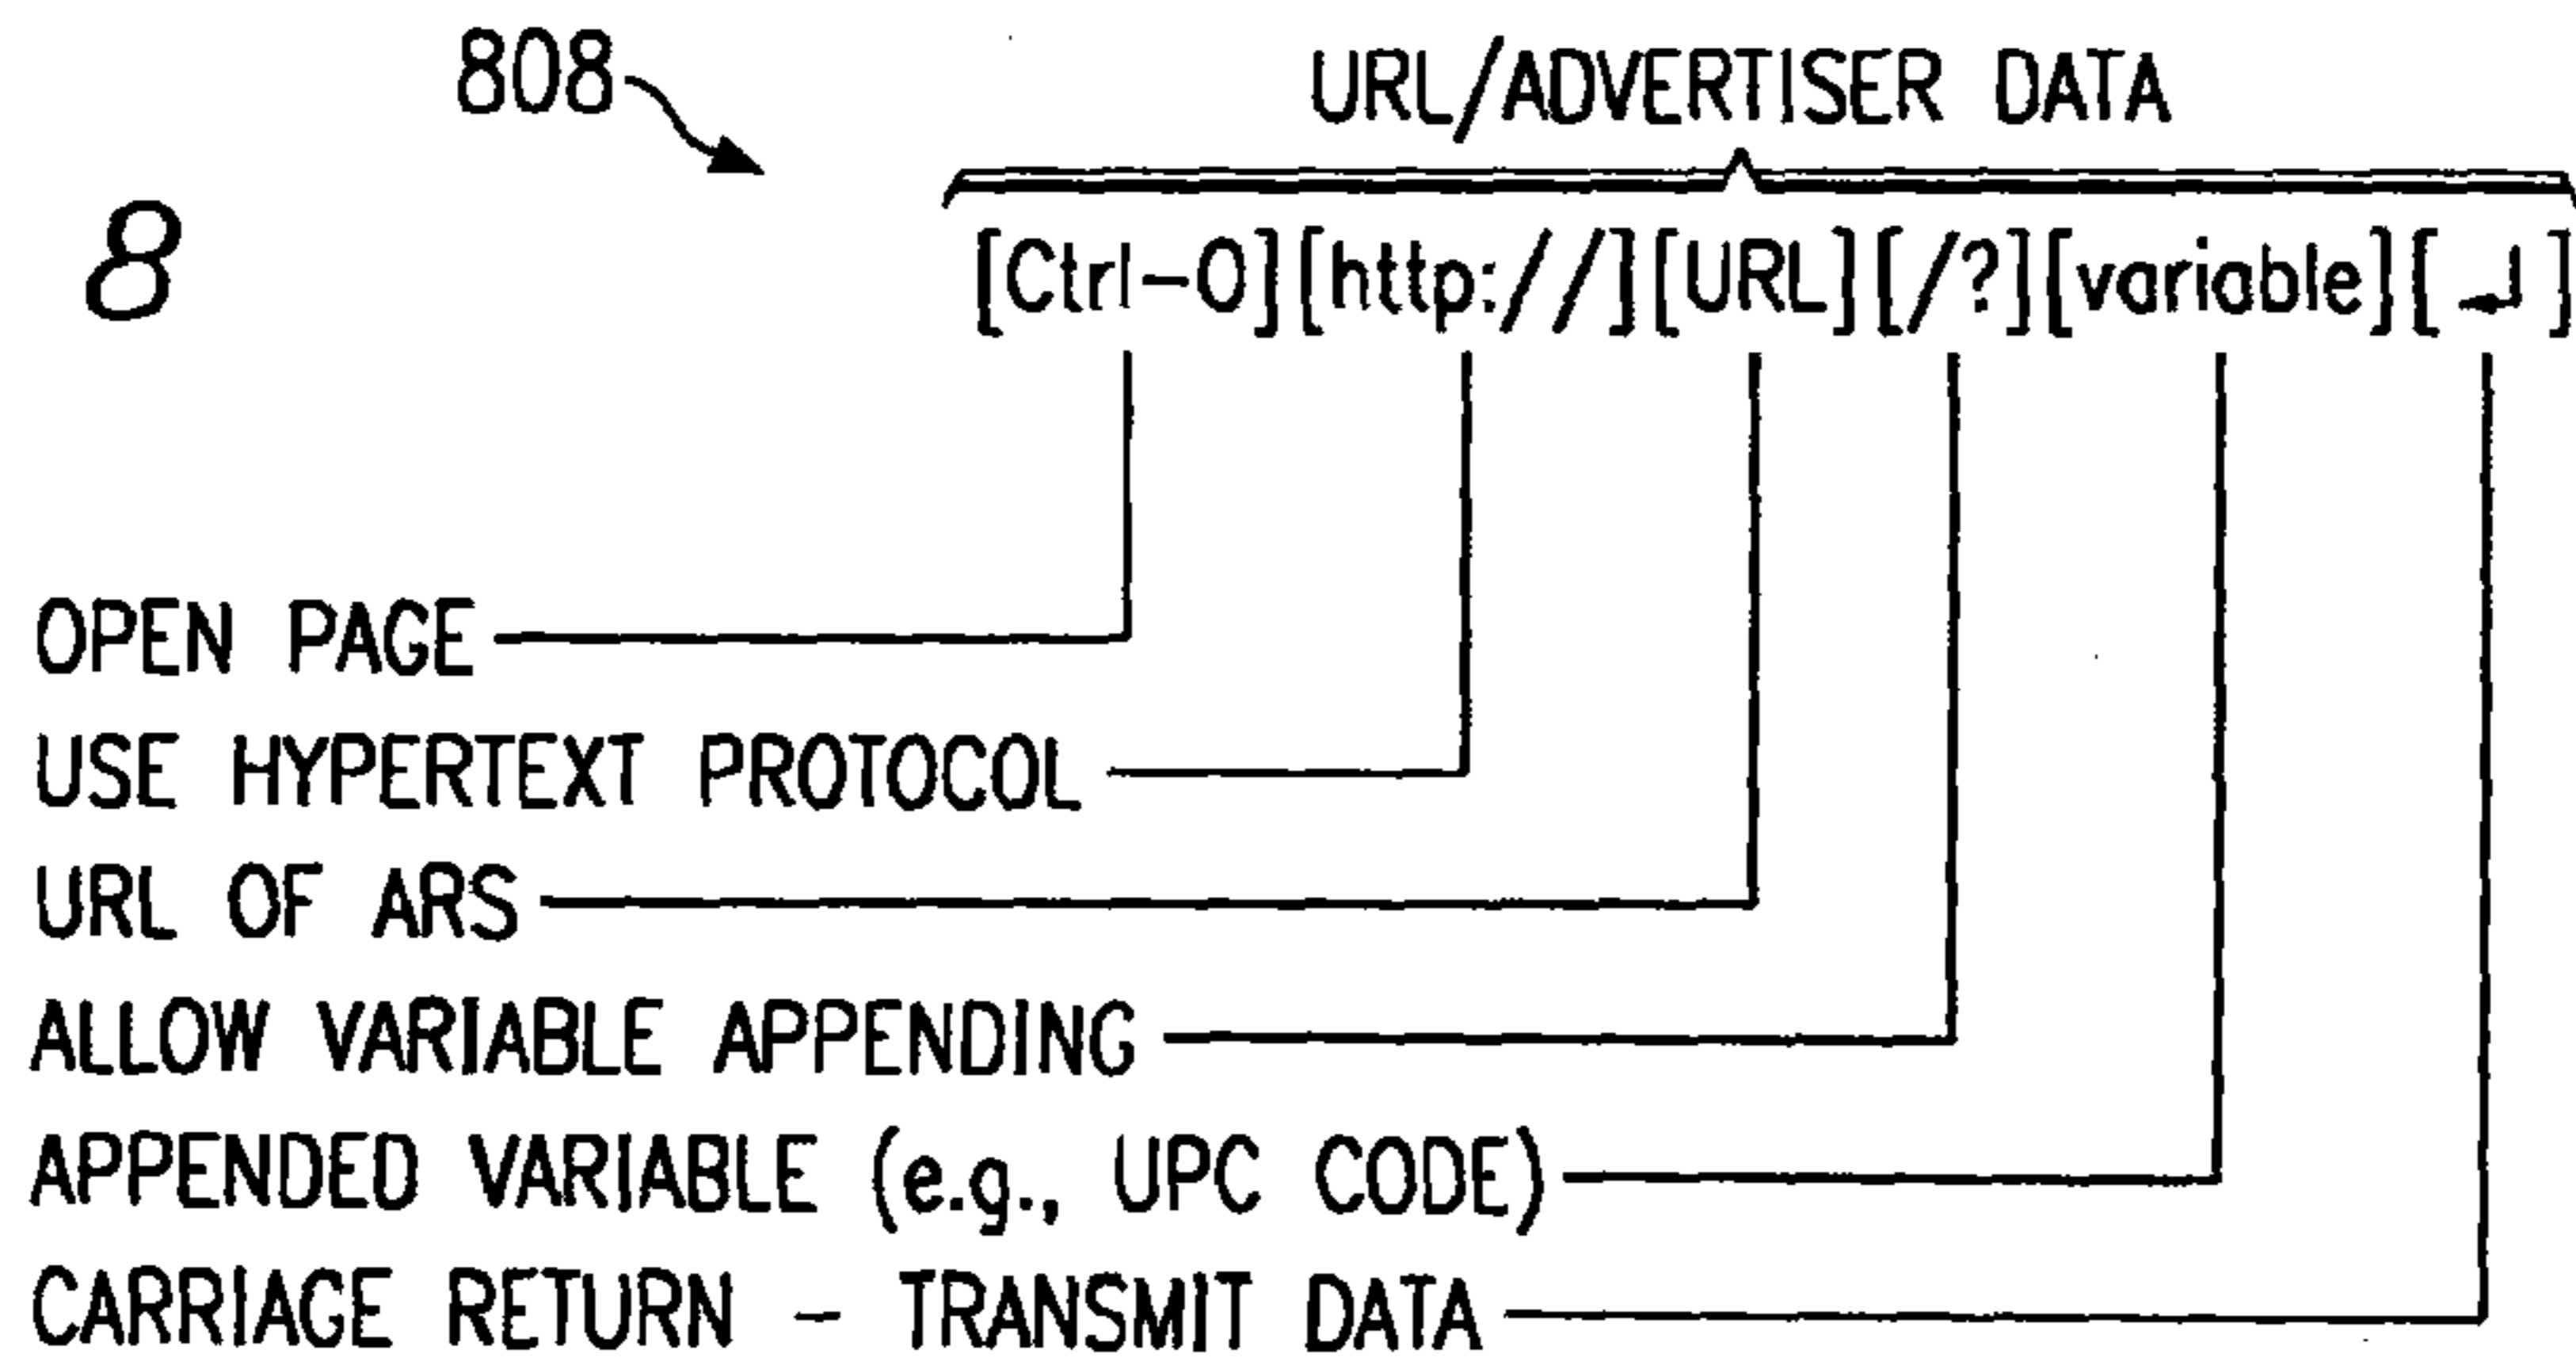 808
URL/ADVERTISER DATA
8
[Ctrl-O][http://][URL][/?][variable][↲]
OPEN PAGE
USE HYPERTEXT PROTOCOL
URL OF ARS
ALLOW VARIABLE APPENDING
APPENDED VARIABLE (e.g., UPC CODE)
CARRIAGE RETURN - TRANSMIT DATA